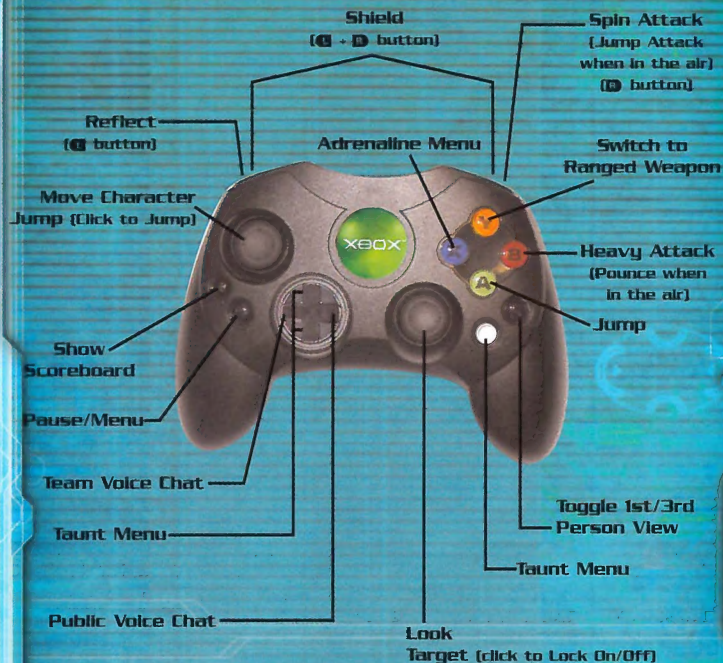 Shield
(L + R button)
Spin Attack
(Jump Attack
when in the air)
(R button)
Reflect
(L button)
Adrenaline Menu
Switch to
Ranged Weapon
Move Character
Jump (Click to Jump)
XBOX
Y
X
B
A
Heavy Attack
(Pounce when
in the air)
Jump
Show
Scoreboard
Pause/Menu
Team Voice Chat
Taunt Menu
Toggle 1st/3rd
Person View
Taunt Menu
Public Voice Chat
Look
Target (click to Lock On/Off)